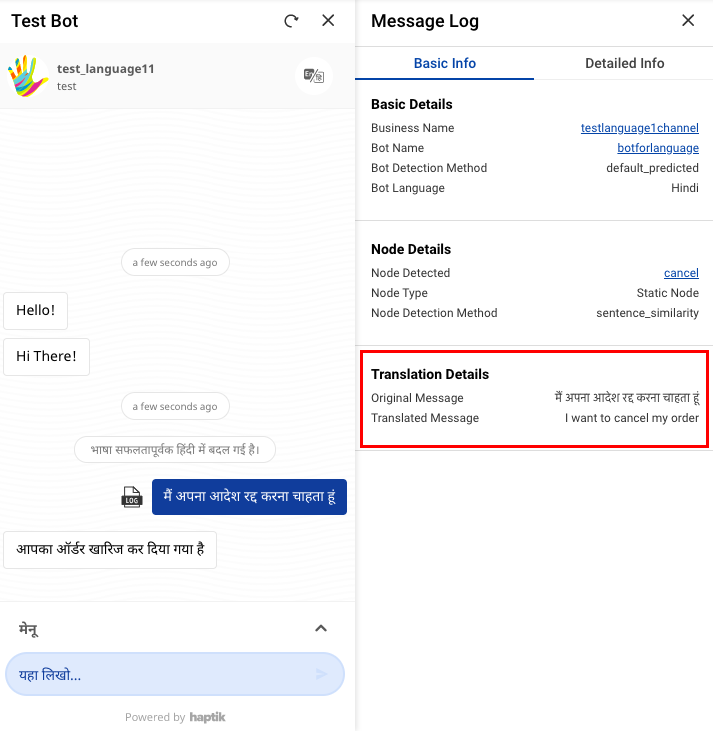 Test Bot
test_language11
test
a few seconds ago
Hello!
Hi There!
a few seconds ago
भाषा सफलतापूर्वक हिंदी में बदल गई है।
LOG
मैं अपना आदेश रद्द करना चाहता हूं
आपका ऑर्डर खारिज कर दिया गया है
मेनू
यहा लिखो...
Powered by haptik
Message Log
Basic Info Detailed Info
Basic Details
Business Name testlanguage1channel
Bot Name botforlanguage
Bot Detection Method default_predicted
Bot Language Hindi
Node Details
Node Detected cancel
Node Type Static Node
Node Detection Method sentence_similarity
Translation Details
Original Message मैं अपना आदेश रद्द करना चाहता हूं
Translated Message I want to cancel my order